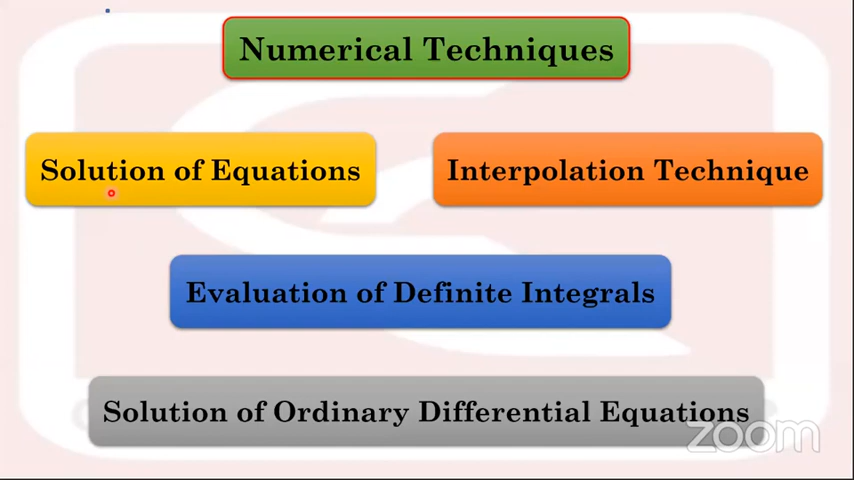 Numerical Techniques
Solution of Equations
Interpolation Technique
Evaluation of Definite Integrals
Solution of Ordinary Differential Equations
zoom